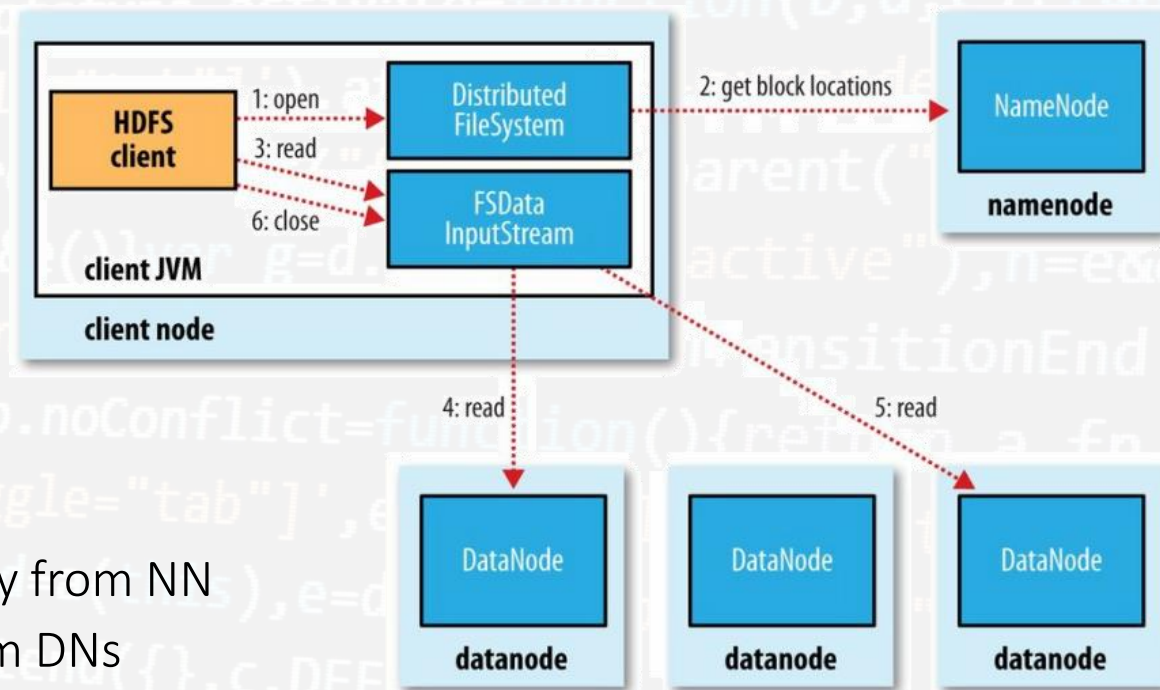 1: open
3: read
6: close
HDFS
client
Distributed
FileSystem
FSData
InputStream
client JVM
client node
2: get block locations
NameNode
namenode
4: read
5: read
DataNode
datanode
DataNode
datanode
DataNode
datanode
from NN
DNs